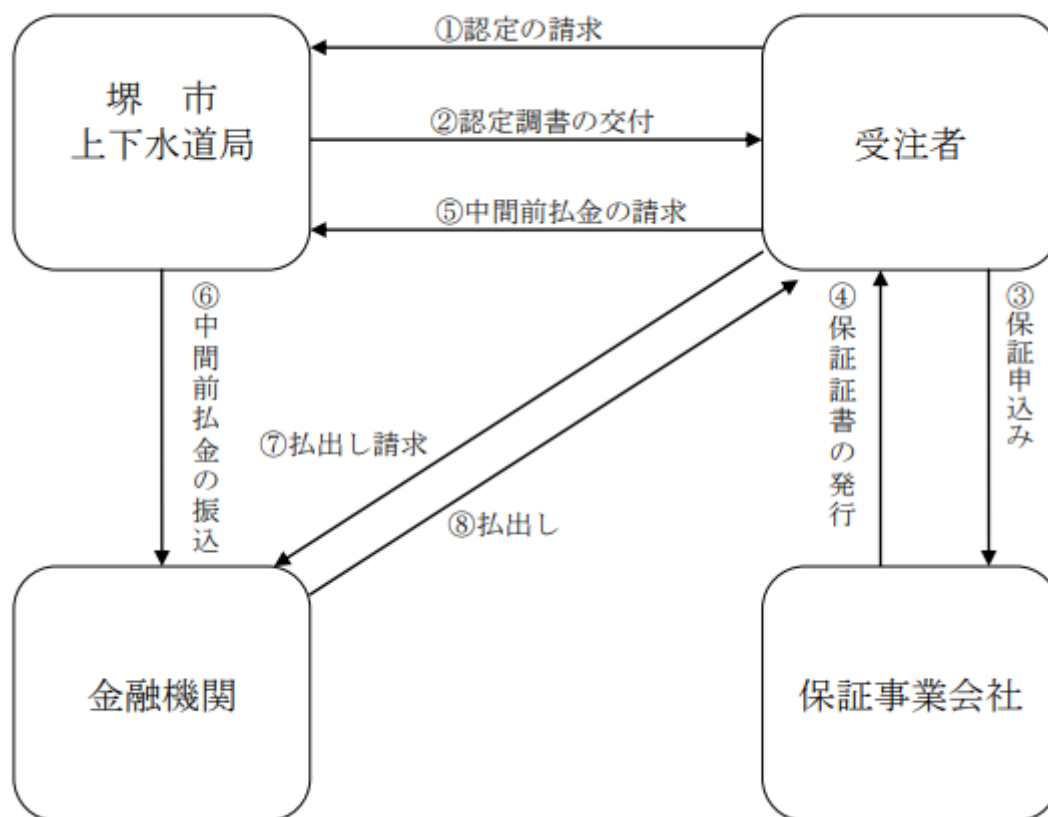 ①認定の請求
堺　市
上下水道局
②認定調書の交付
受注者
⑤中間前払金の請求
⑥中間前払金の振込
④保証証書の発行
③保証申込み
⑦払出し請求
⑧払出し
金融機関
保証事業会社